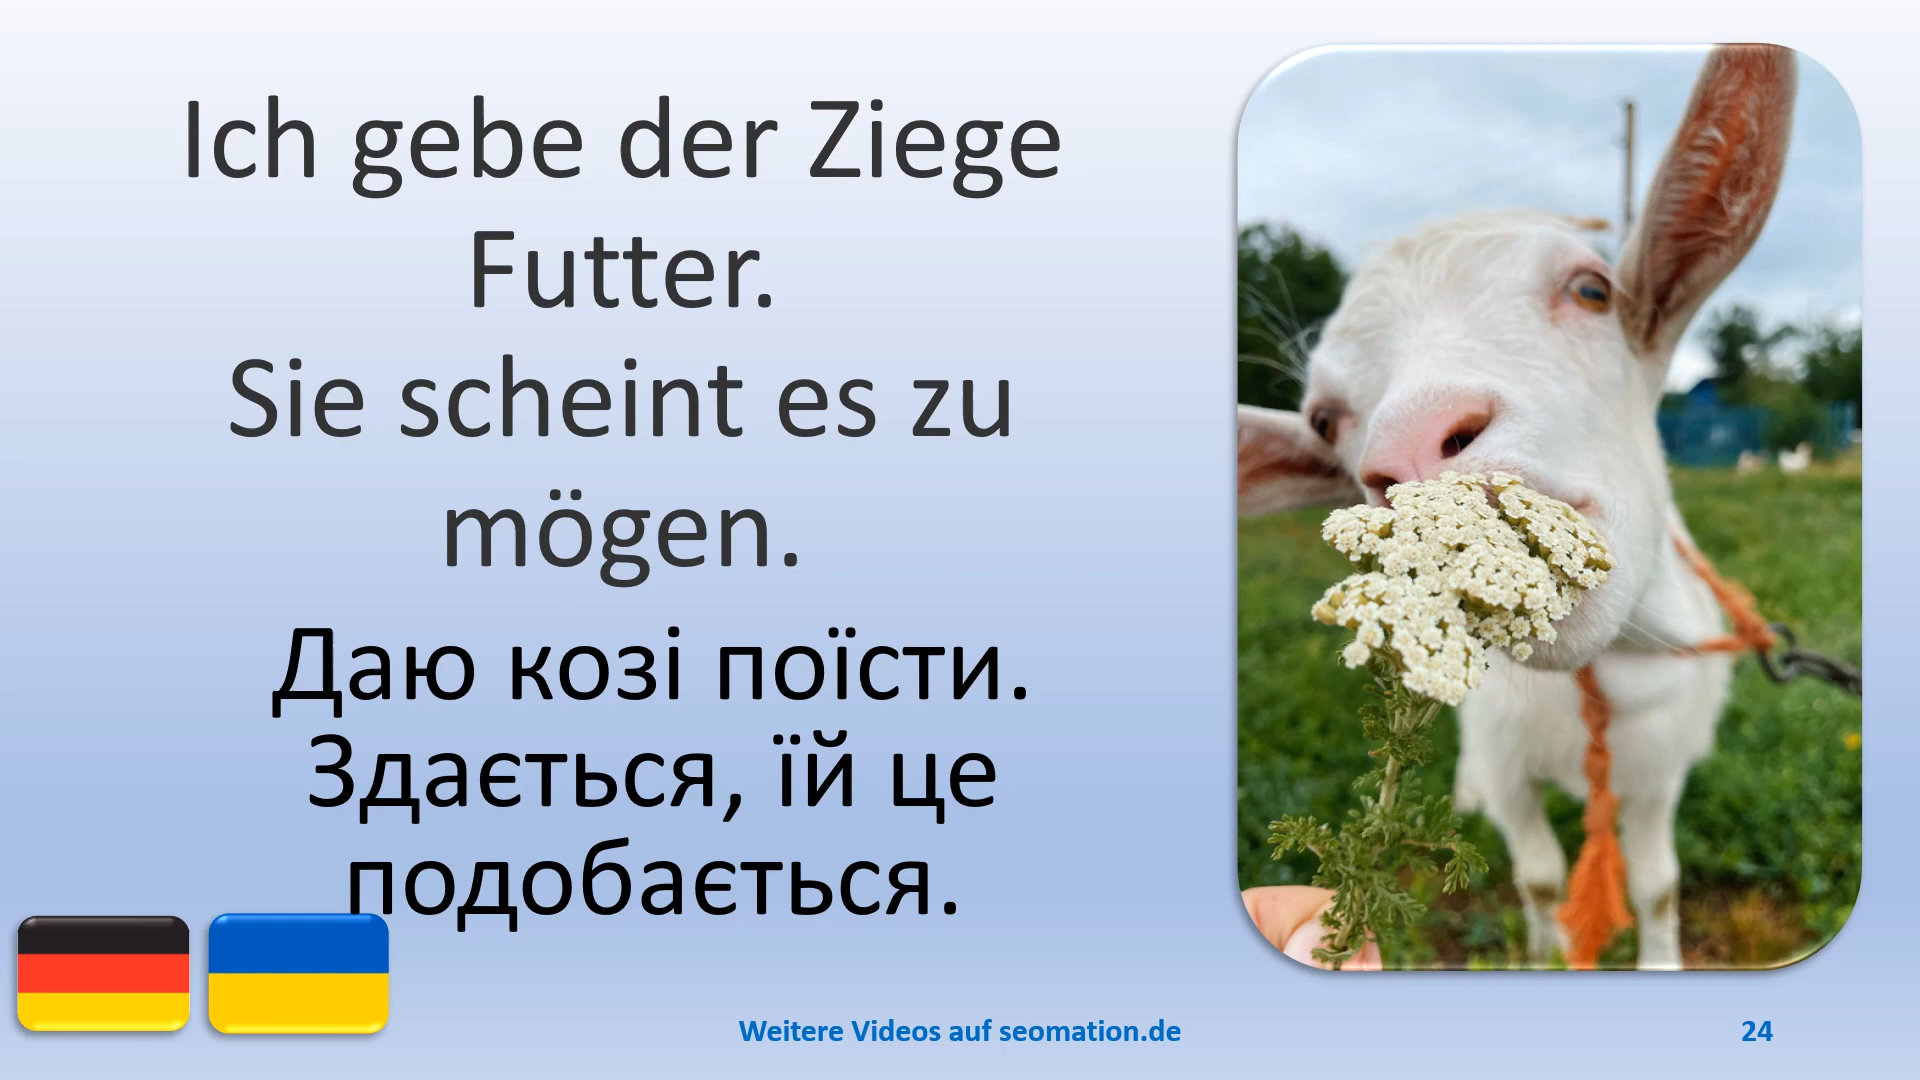 Ich gebe der Ziege
Futter.
Sie scheint es zu
mögen.
Даю козі поїсти.
Здається, їй це
подобається.
Weitere Videos auf seomation.de
24